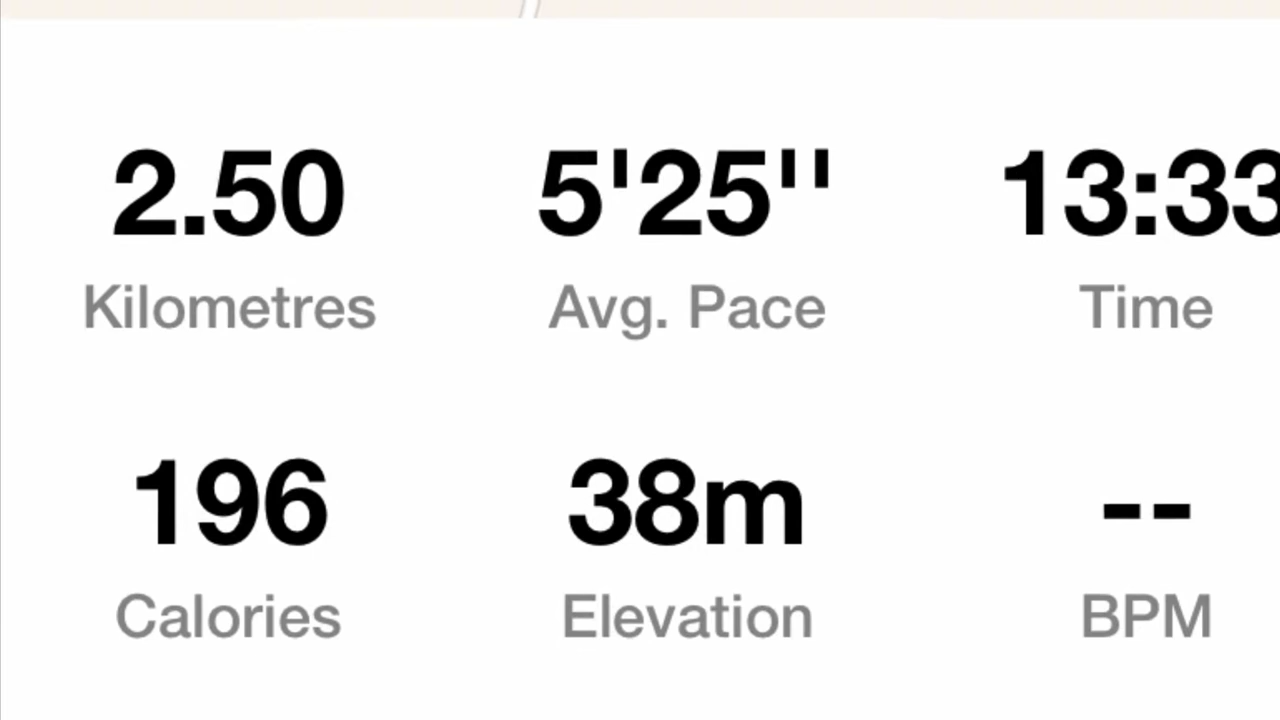 2.50 5'25'' 13:33
Kilometres Avg. Pace Time
196 38m --
Calories Elevation BPM